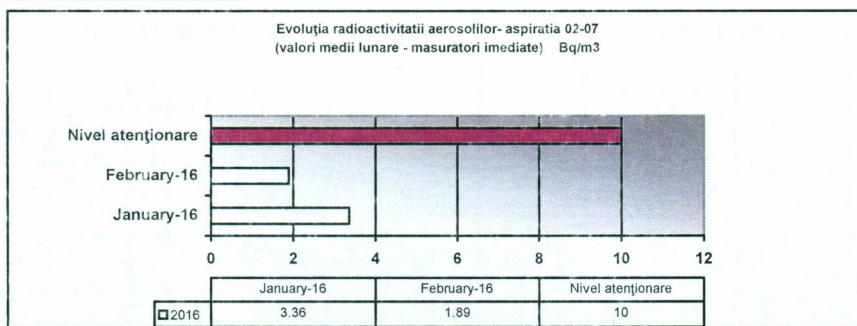 Evoluţia radioactivitatii aerosolilor- aspiratia 02-07
(valori medii lunare - masuratori imediate) Bq/m3
Nivel atenţionare
February-16
January-16
0 2 4 6 8 10 12
January-16 February-16 Nivel atenţionare
2016 3.36 1.89 10